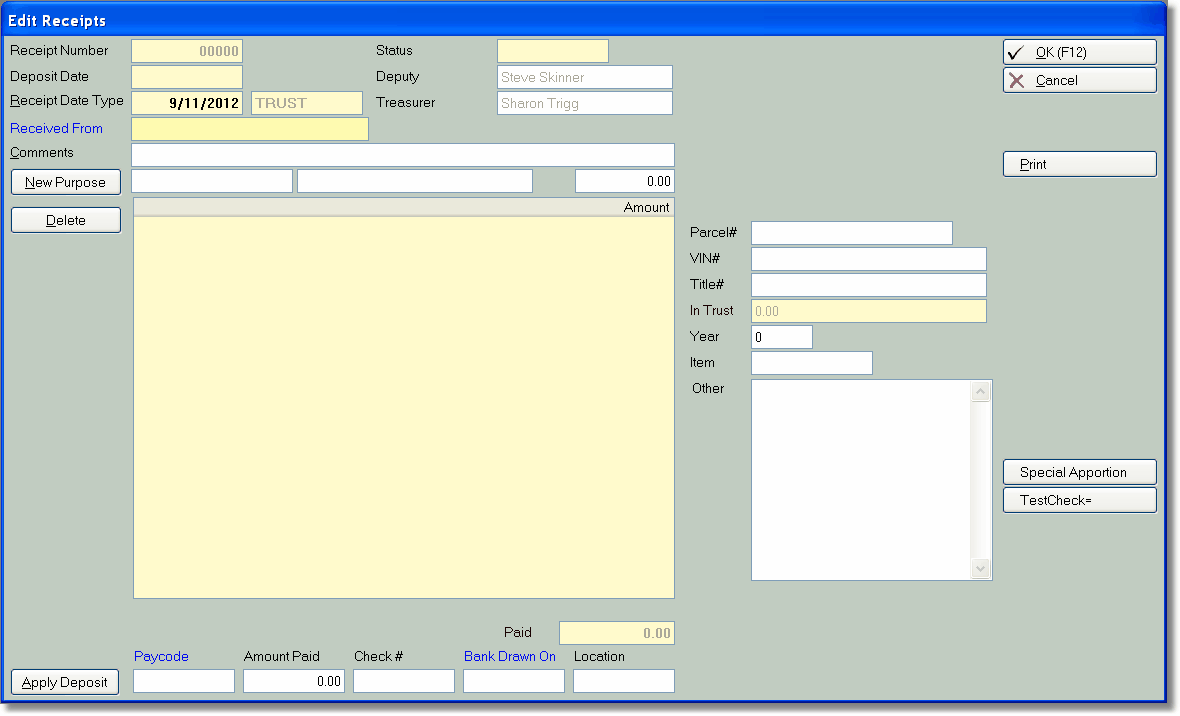 Edit Receipts
Receipt Number 00000 Status OK (F12)
Deposit Date Deputy Steve Skinner Cancel
Receipt Date Type 9/11/2012 TRUST Treasurer Sharon Trigg
Received From
Comments
Print
New Purpose 0.00
Amount
Delete
Parcel#
VIN#
Title#
In Trust 0.00
Year 0
Item
Other
Special Apportion
TestCheck=
Paid 0.00
Paycode Amount Paid Check # Bank Drawn On Location
Apply Deposit 0.00